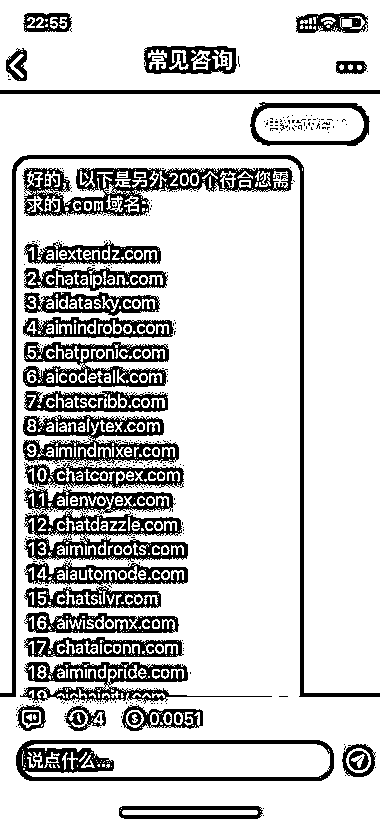 22:55
常见咨询
好的，以下是另外200个符合您需
求的.com域名:
1. aiextendz.com
2. chataiplan.com
3. aidatasky.com
4. aimindrobo.com
5. chatpronic.com
6. aicodetalk.com
7. chatscribb.com
8. aianalytex.com
9. aimindmixer.com
10. chatcorpex.com
11. aienvoyex.com
12. chatdazzle.com
13. aimindroots.com
14. aiautomode.com
15. chatsilvr.com
16. aiwisdomx.com
17. chataiconn.com
18. aimindpride.com
4 0.0051
说点什么...